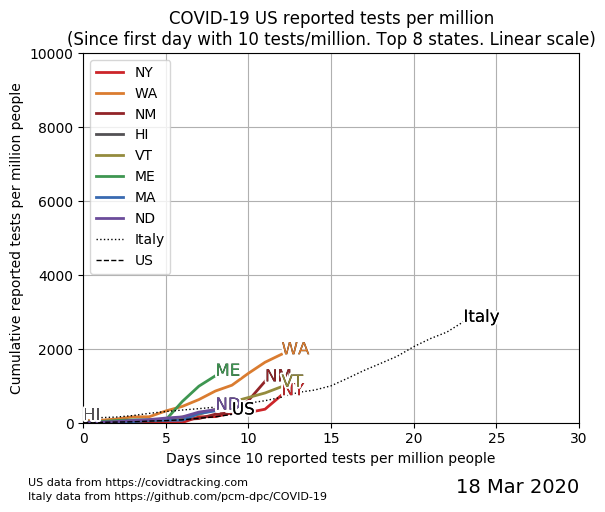 COVID-19 US reported tests per million
(Since first day with 10 tests/million. Top 8 states. Linear scale)
Cumulative reported tests per million people
10000
8000
6000
4000
2000
0
NY
WA
NM
HI
VT
ME
MA
ND
Italy
US
Italy
WA
ME
NM
VT
NY
ND
US
HI
0
5
10
15
20
25
30
Days since 10 ported tests per million people
US data from https://covidtracking.com
Italy data from https://github.com/pcm-dpc/COVID-19
18 Mar 2020